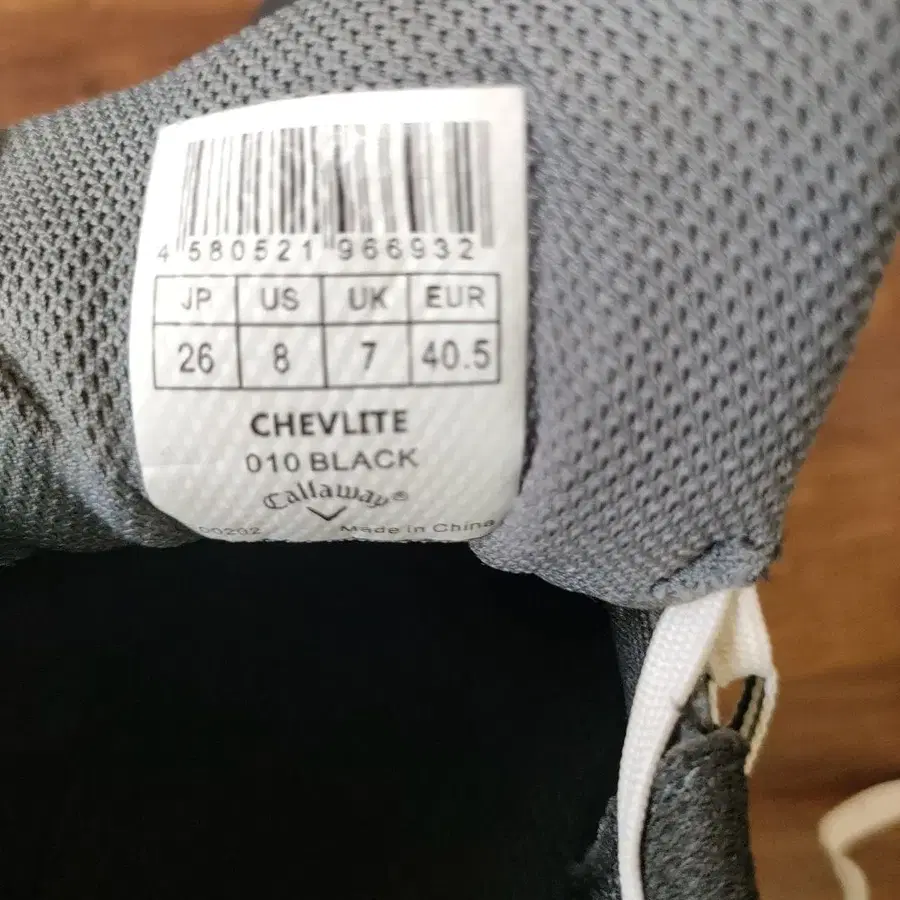 4 580521 966932
JP US UK EUR
26 8 7 40.5
CHEVLITE
010 BLACK
Callaway®
00202 Made in China